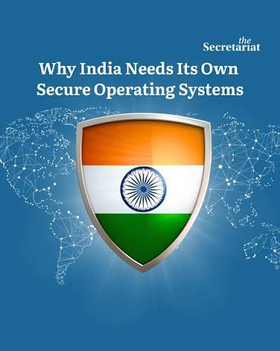 the
Secretariat
Why India Needs Its Own
Secure Operating Systems